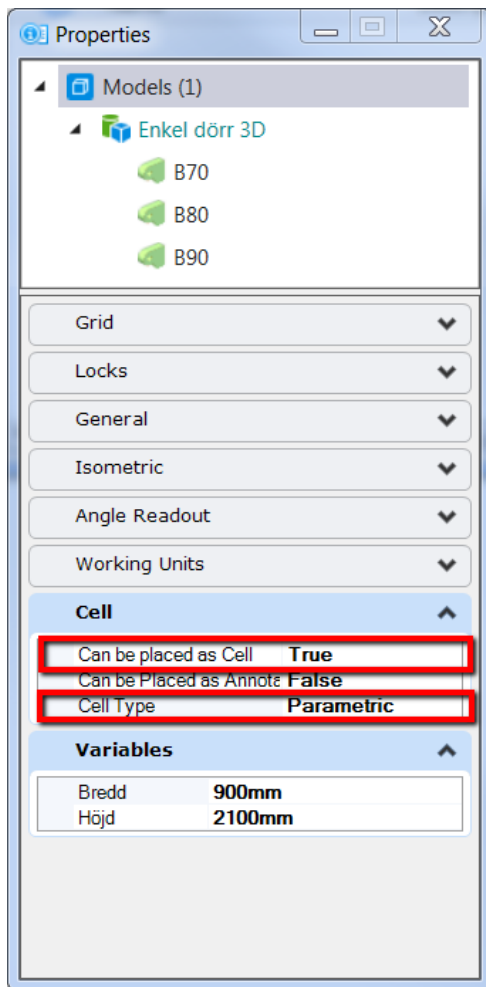 Properties
Models (1)
Enkel dörr 3D
B70
B80
B90
Grid
Locks
General
Isometric
Angle Readout
Working Units
Cell
Can be placed as Cell True
Can be Placed as Annota False
Cell Type Parametric
Variables
Bredd 900mm
Höjd 2100mm